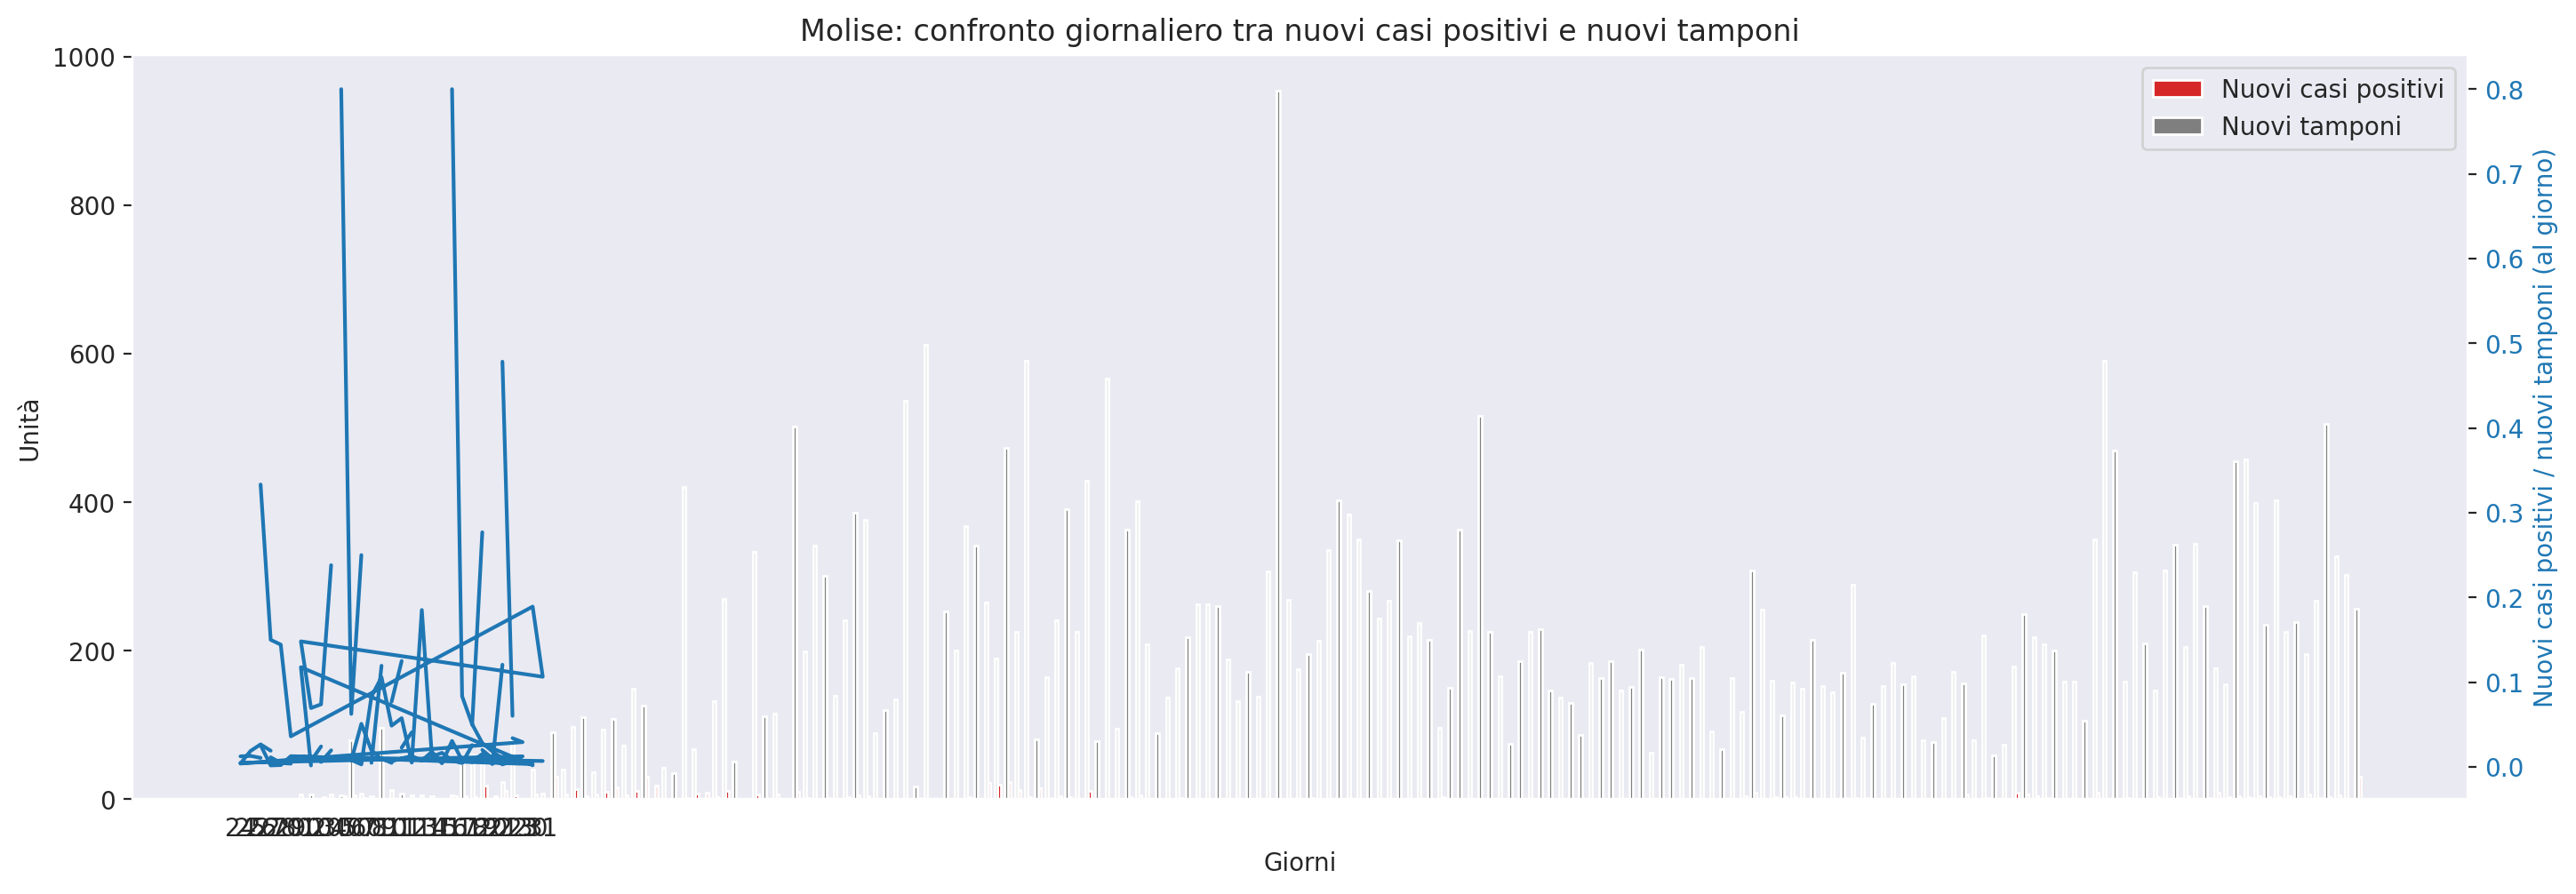 Molise: confronto giornaliero tra nuovi casi positivi e nuovi tamponi
1000
800
600
400
200
0
Unità
Nuovi casi positivi
Nuovi tamponi
0.8
0.7
0.6
0.5
0.4
0.3
0.2
0.1
0.0
Nuovi casi positivi / nuovi tamponi (al giorno)
Giorni